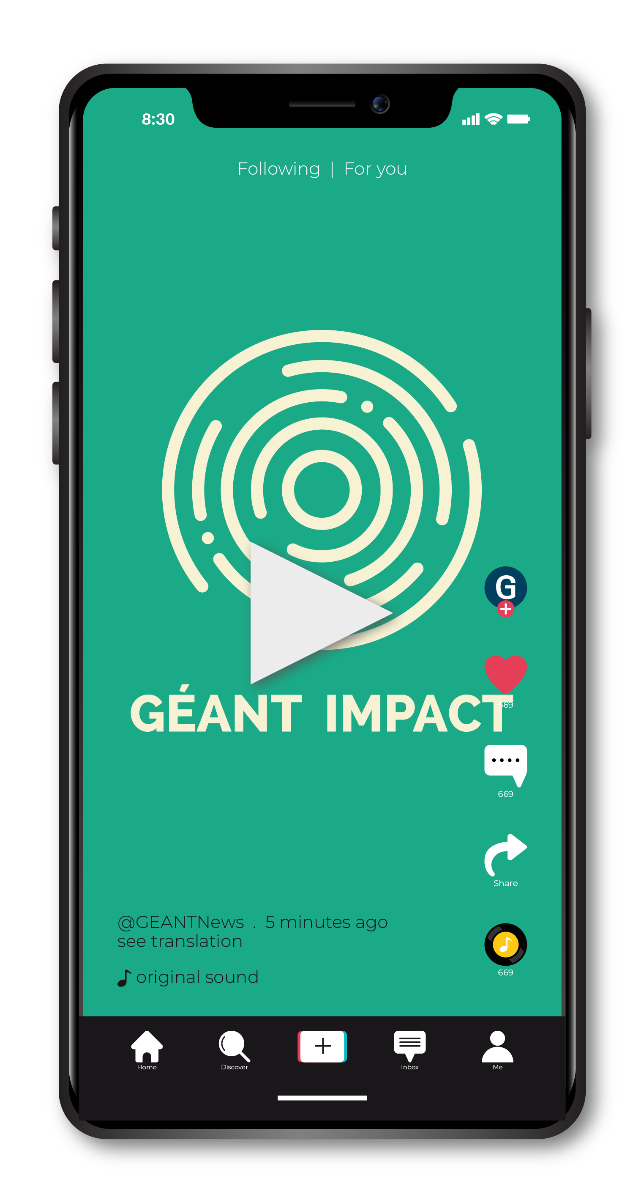 8:30
Following | For you
G
GÉANT IMPACT
669
669
Share
@GEANTNews . 5 minutes ago
see translation
original sound
669
Home
Discover
Inbox
Me